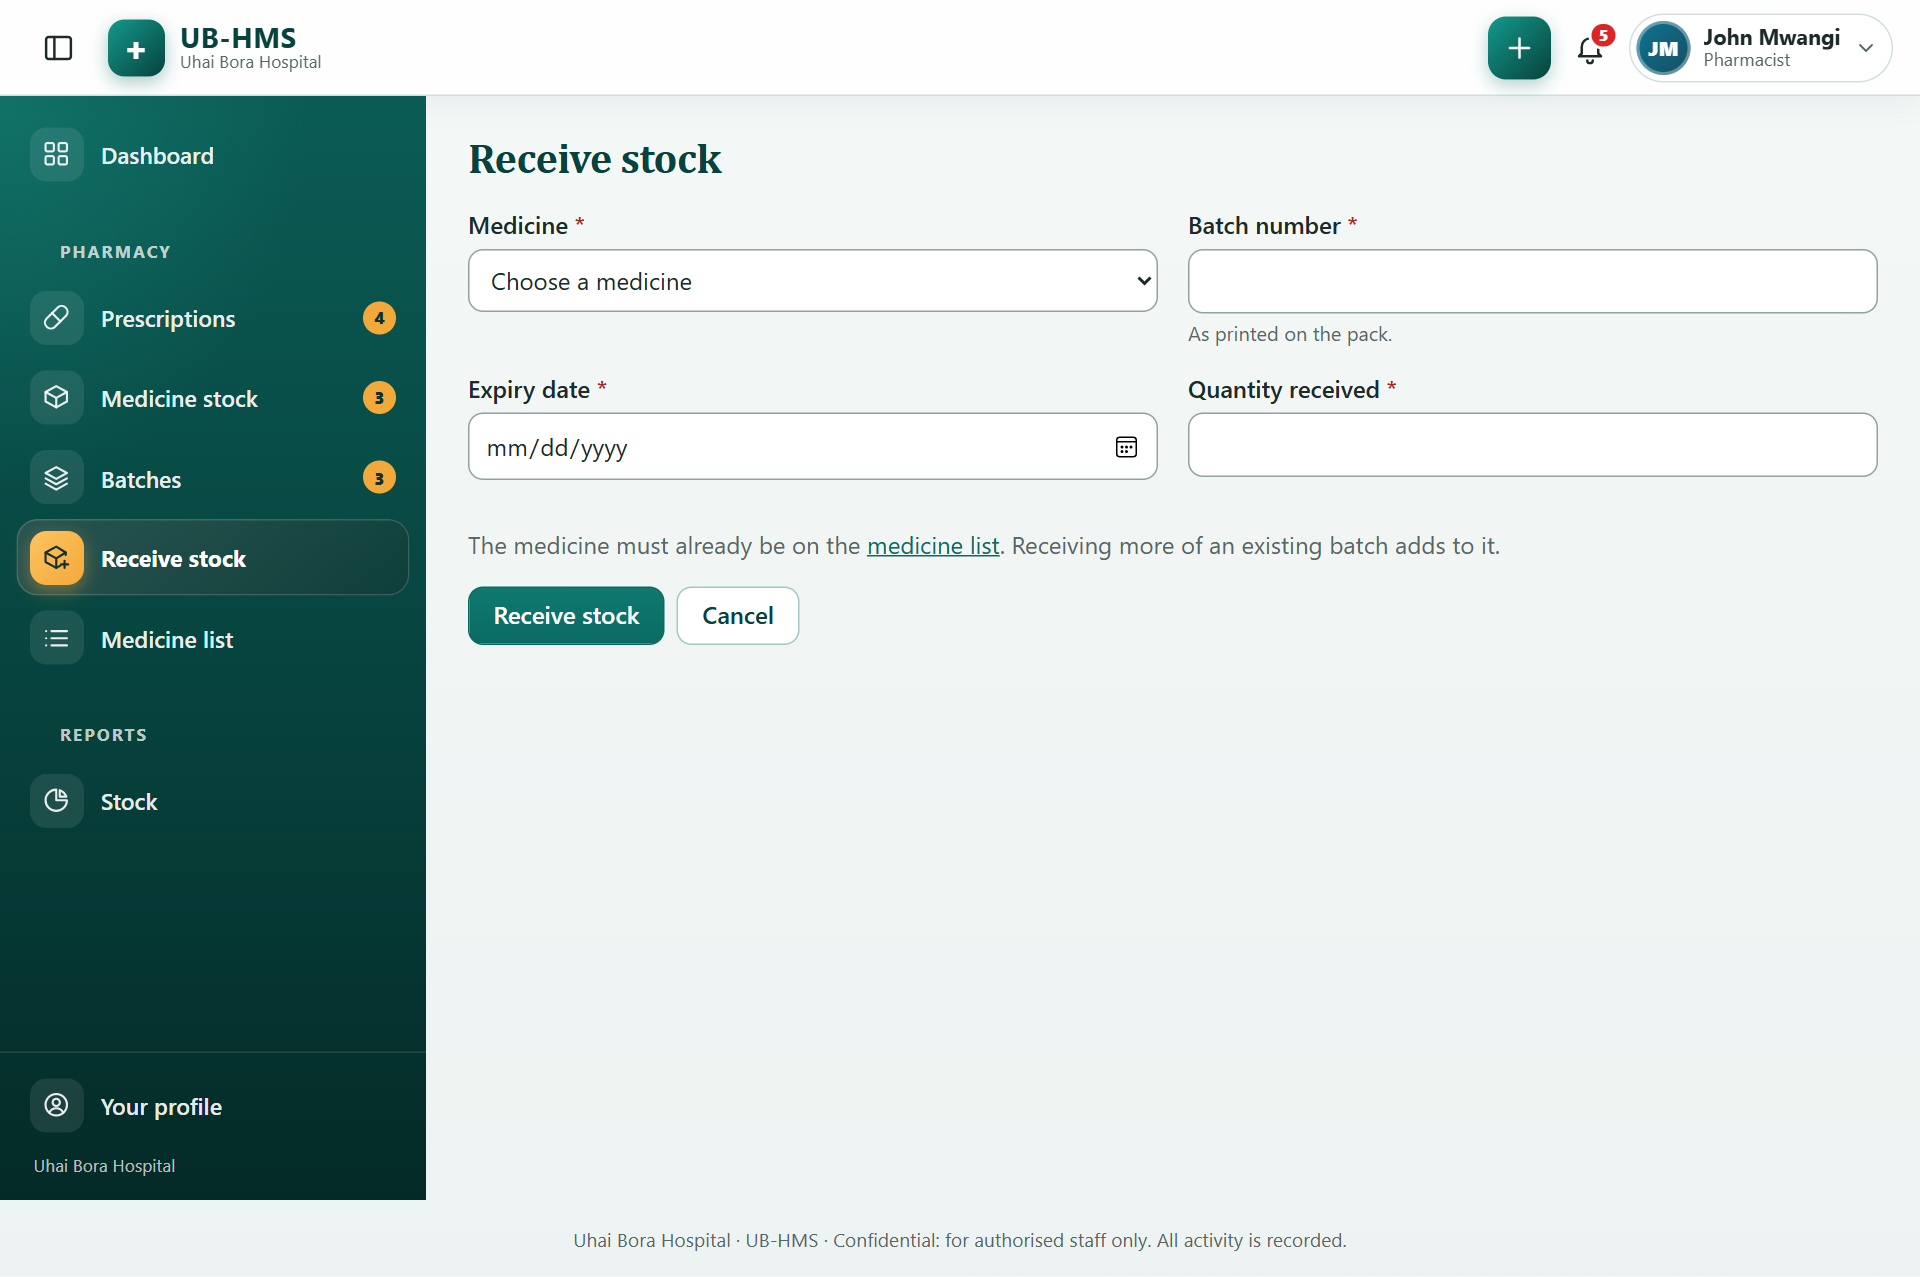 UB-HMS
Uhai Bora Hospital
5
JM
John Mwangi
Pharmacist
Dashboard
PHARMACY
Prescriptions 4
Medicine stock 3
Batches 3
Receive stock
Medicine list
REPORTS
Stock
Your profile
Uhai Bora Hospital
Receive stock
Medicine *
Choose a medicine
Batch number *
As printed on the pack.
Expiry date *
mm/dd/yyyy
Quantity received *
The medicine must already be on the medicine list. Receiving more of an existing batch adds to it.
Receive stock
Cancel
Uhai Bora Hospital · UB-HMS · Confidential: for authorised staff only. All activity is recorded.